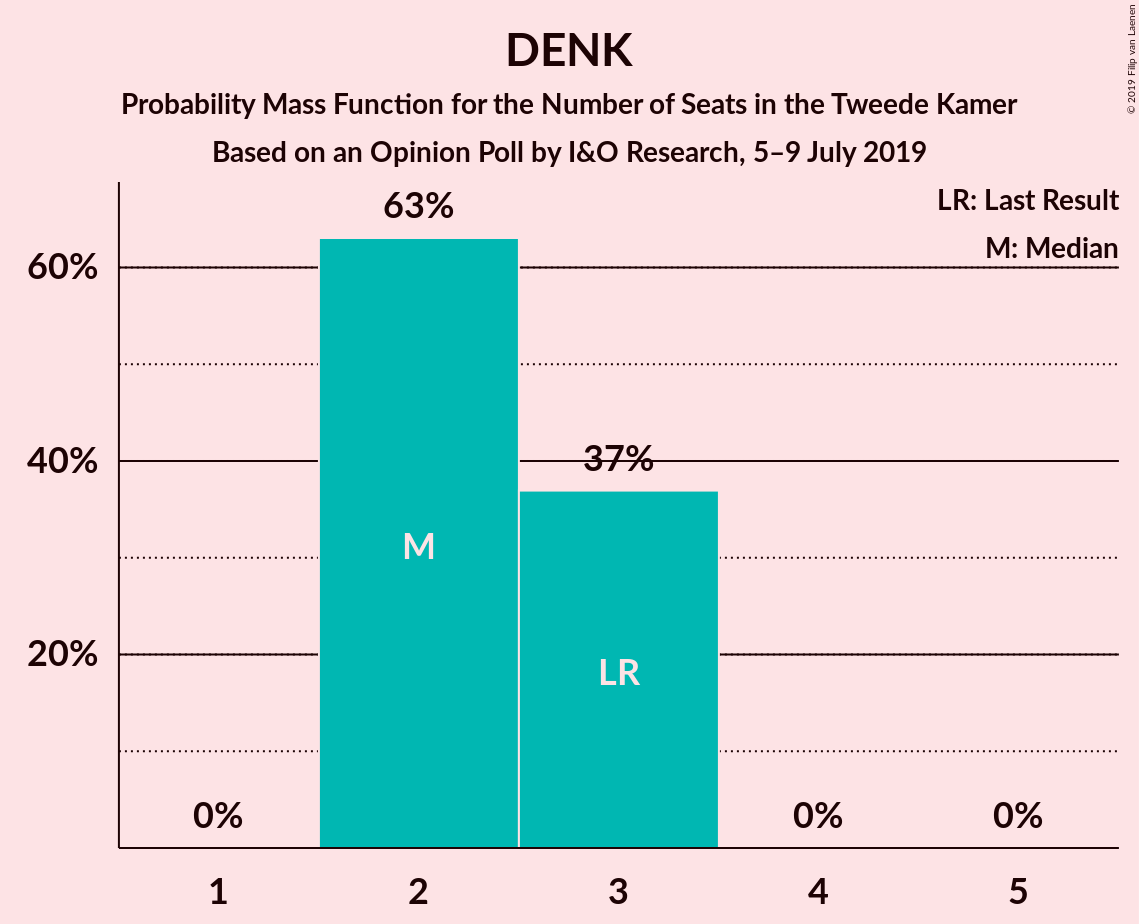 DENK
Probability Mass Function for the Number of Seats in the Tweede Kamer
Based on an Opinion Poll by I&O Research, 5–9 July 2019
© 2019 Filip van Laenen
LR: Last Result
M: Median
63%
60%
37%
40%
M
20%
LR
0%
0%
0%
1
2
3
4
5